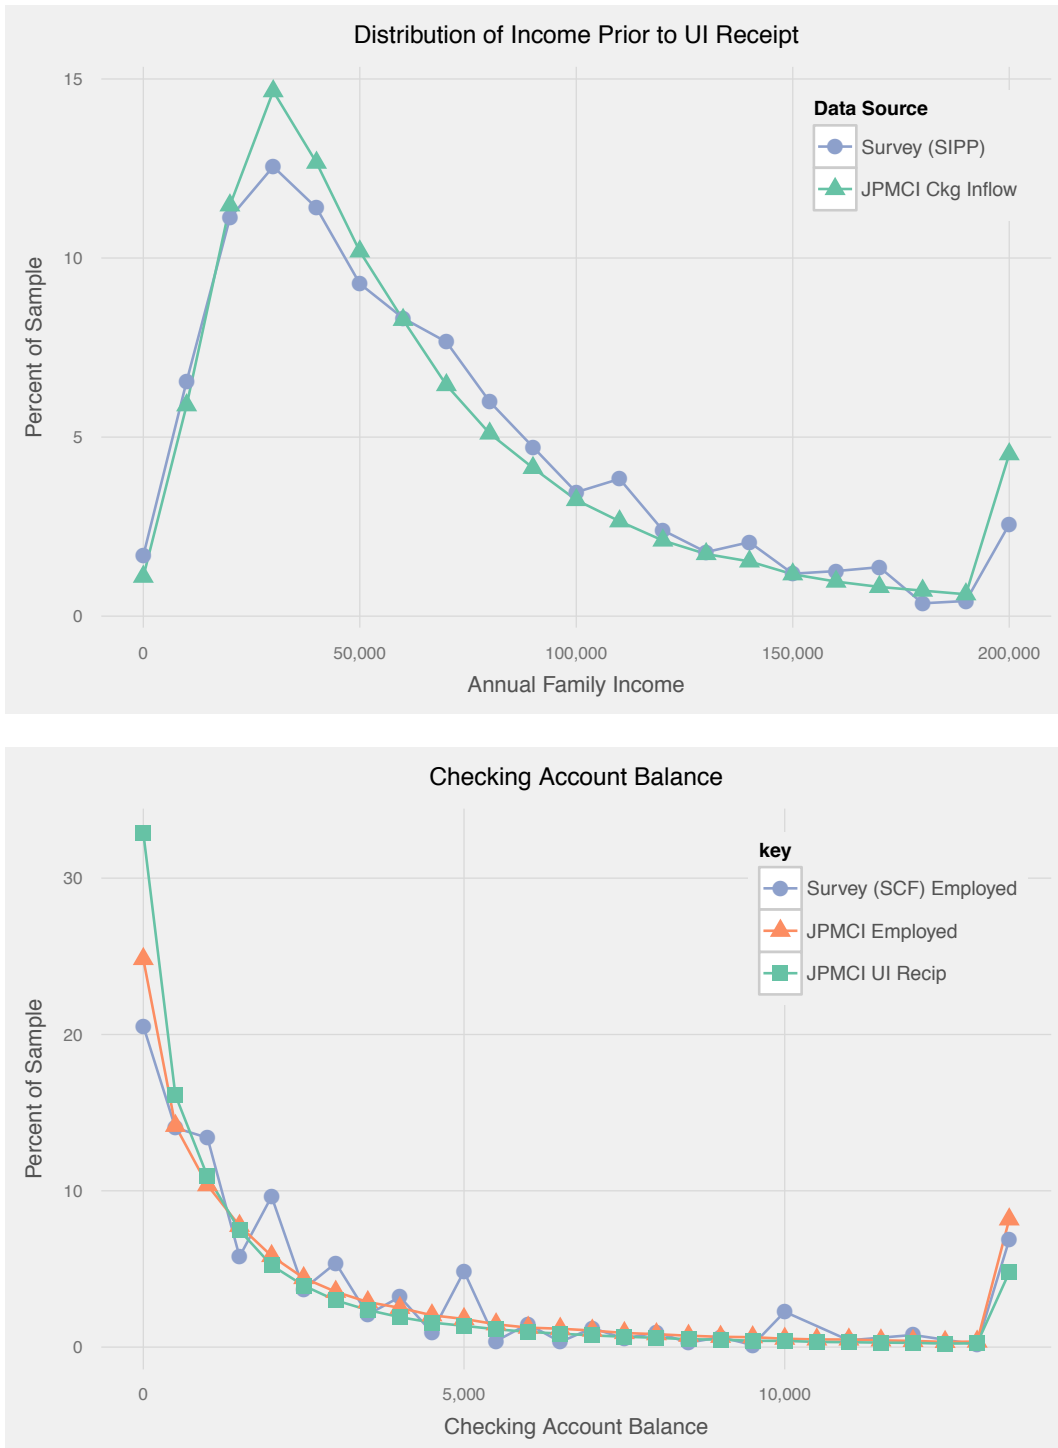 Distribution of Income Prior to UI Receipt
15
10
5
0
Percent of Sample
Data Source
Survey (SIPP)
JPMCI Ckg Inflow
0 50,000 100,000 150,000 200,000
Annual Family Income
Checking Account Balance
30
20
10
0
Percent of Sample
key
Survey (SCF) Employed
JPMCI Employed
JPMCI UI Recip
0 5,000 10,000
Checking Account Balance